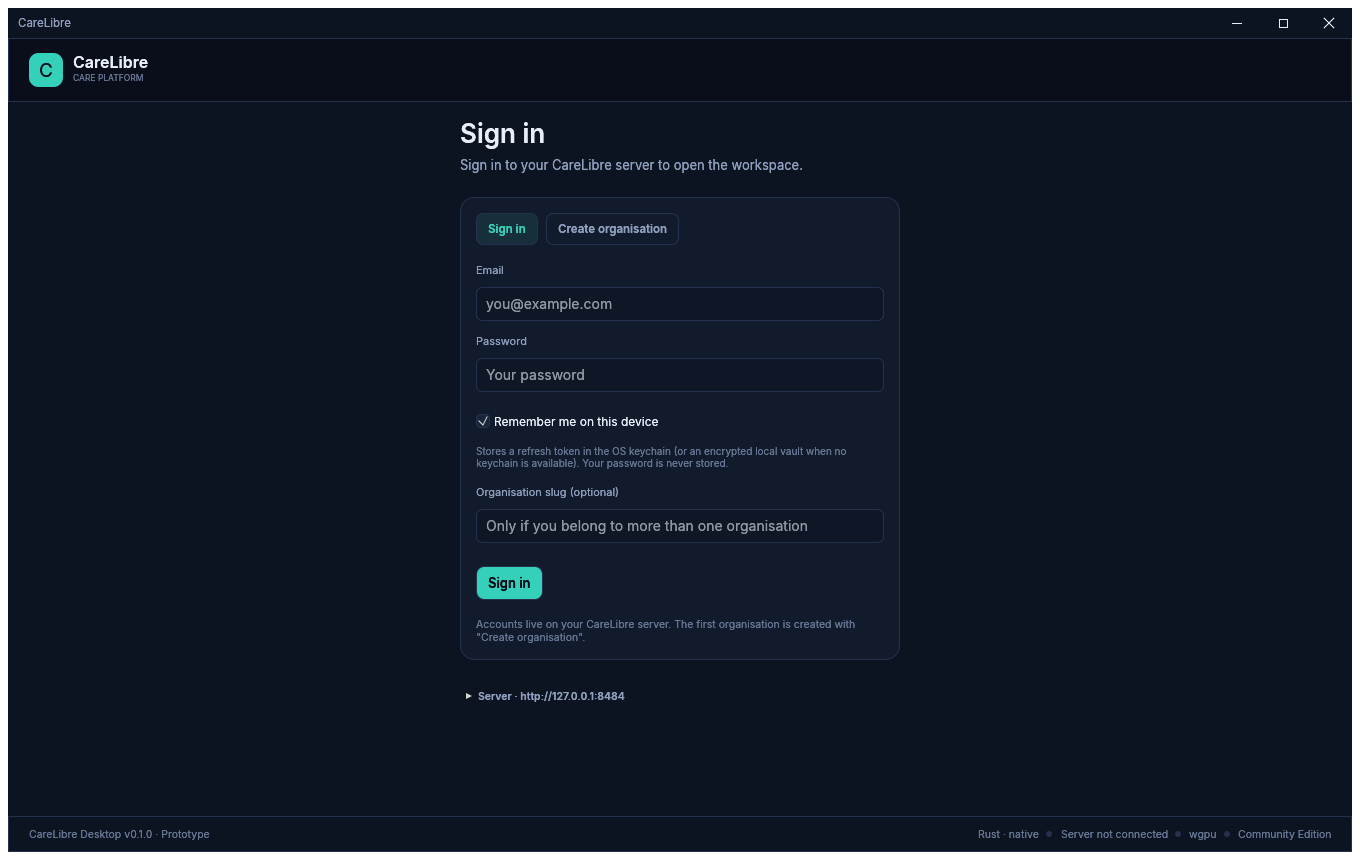 CareLibre
C
CareLibre
CARE PLATFORM
Sign in
Sign in to your CareLibre server to open the workspace.
Sign in
Create organisation
Email
you@example.com
Password
Your password
Remember me on this device
Stores a refresh token in the OS keychain (or an encrypted local vault when no
keychain is available). Your password is never stored.
Organisation slug (optional)
Only if you belong to more than one organisation
Sign in
Accounts live on your CareLibre server. The first organisation is created with
"Create organisation".
Server · http://127.0.0.1:8484
CareLibre Desktop v0.1.0 · Prototype
Rust · native
Server not connected
wgpu
Community Edition